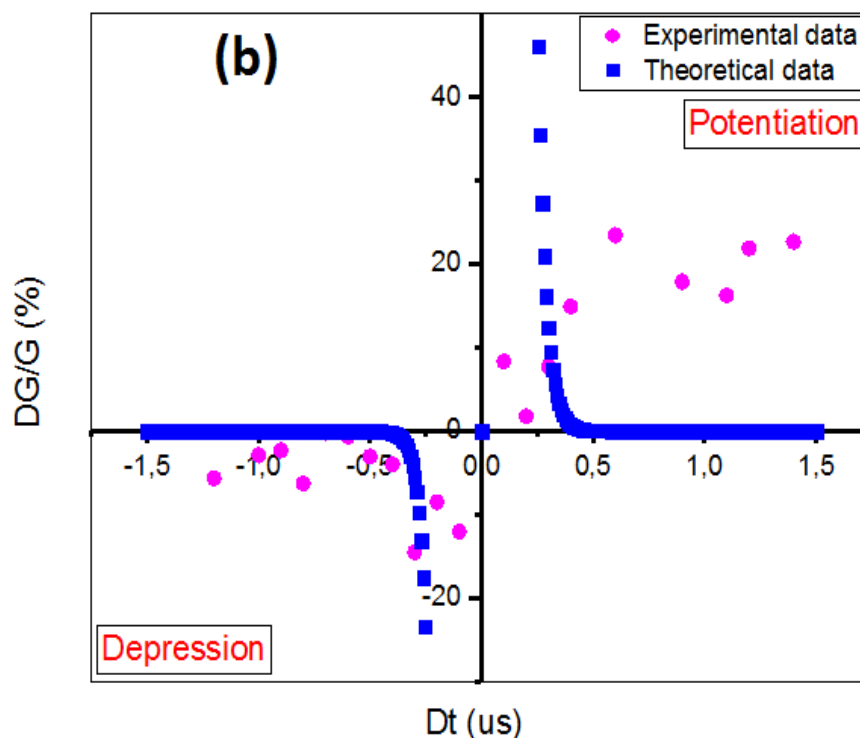 (b)
Experimental data
Theoretical data
Potentiation
40
20
0
-20
-1,5 -1,0 -0,5 0,0 0,5 1,0 1,5
DG/G (%)
Depression
Dt (us)